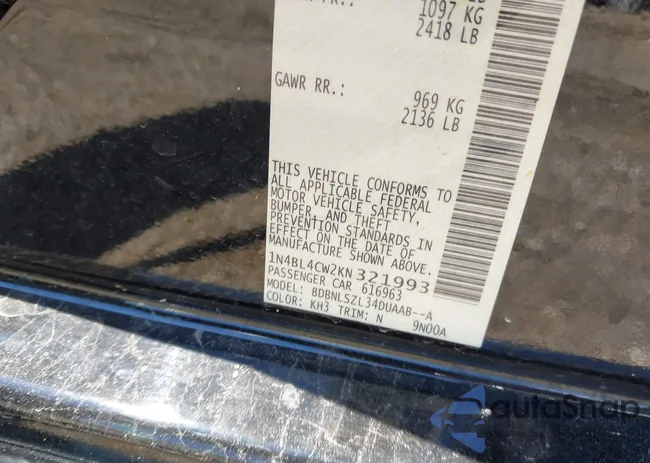 1097 KG
2418 LB
GAWR RR.:
969 KG
2136 LB
THIS VEHICLE CONFORMS TO
ALL APPLICABLE FEDERAL
MOTOR VEHICLE SAFETY,
BUMPER, AND THEFT
PREVENTION STANDARDS IN
EFFECT ON THE DATE OF
MANUFACTURE SHOWN ABOVE.
1N4BL4CW2KN321993
PASSENGER CAR 616963
MODEL: BDBNLSZL34DUAAB--A
COLOR: KH3 TRIM: N 9N00A
autoSnap